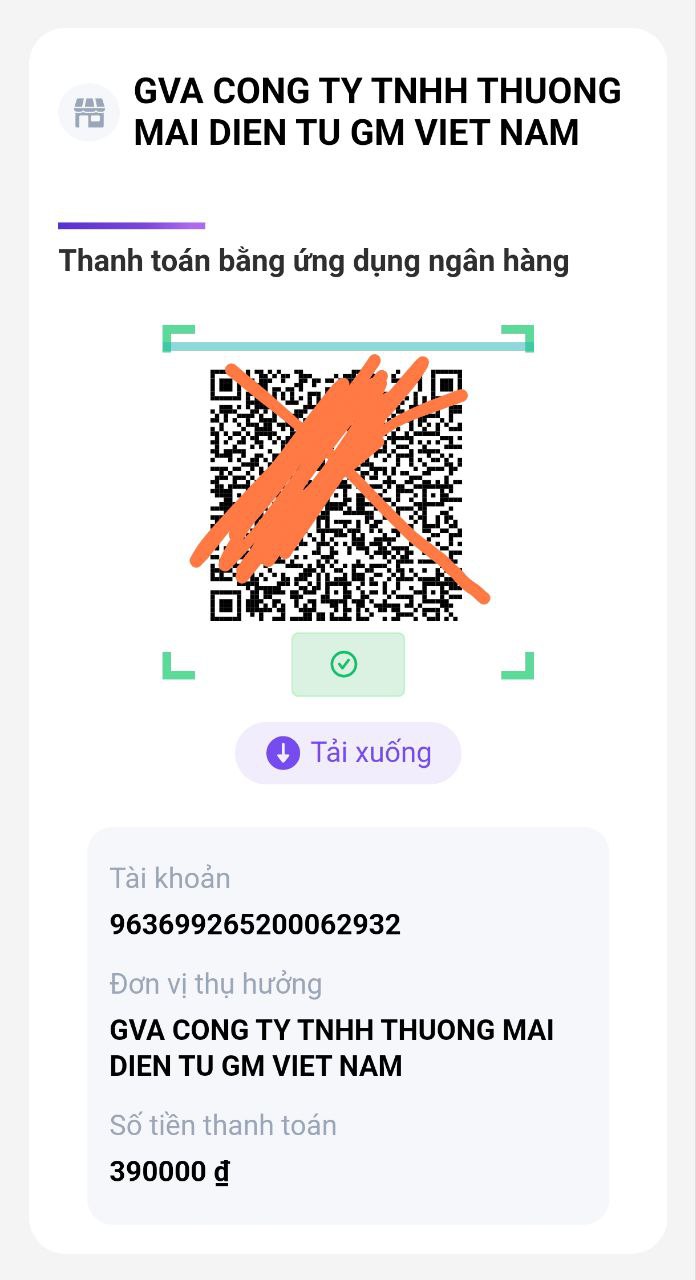 GVA CONG TY TNHH THUONG
MAI DIEN TU GM VIET NAM
Thanh toán bằng ứng dụng ngân hàng
Tải xuống
Tài khoản
963699265200062932
Đơn vị thụ hưởng
GVA CONG TY TNHH THUONG MAI
DIEN TU GM VIET NAM
Số tiền thanh toán
390000 ₫